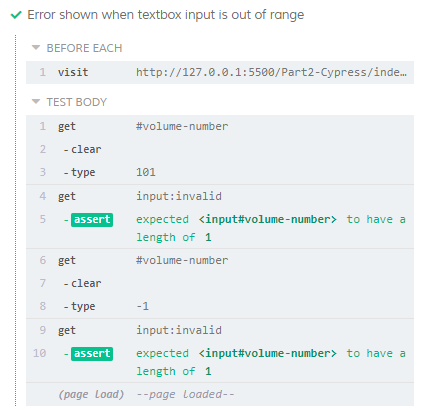 Error shown when textbox input is out of range
BEFORE EACH
1 visit http://127.0.0.1:5500/Part2-Cypress/inde…
TEST BODY
1 get #volume-number
2 -clear
3 -type 101
4 get input:invalid
5 -assert expected <input#volume-number> to have a
length of 1
6 get #volume-number
7 -clear
8 -type -1
9 get input:invalid
10 -assert expected <input#volume-number> to have a
length of 1
(page load) --page loaded--